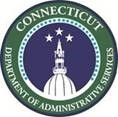 CONNECTICUT
DEPARTMENT OF ADMINISTRATIVE SERVICES